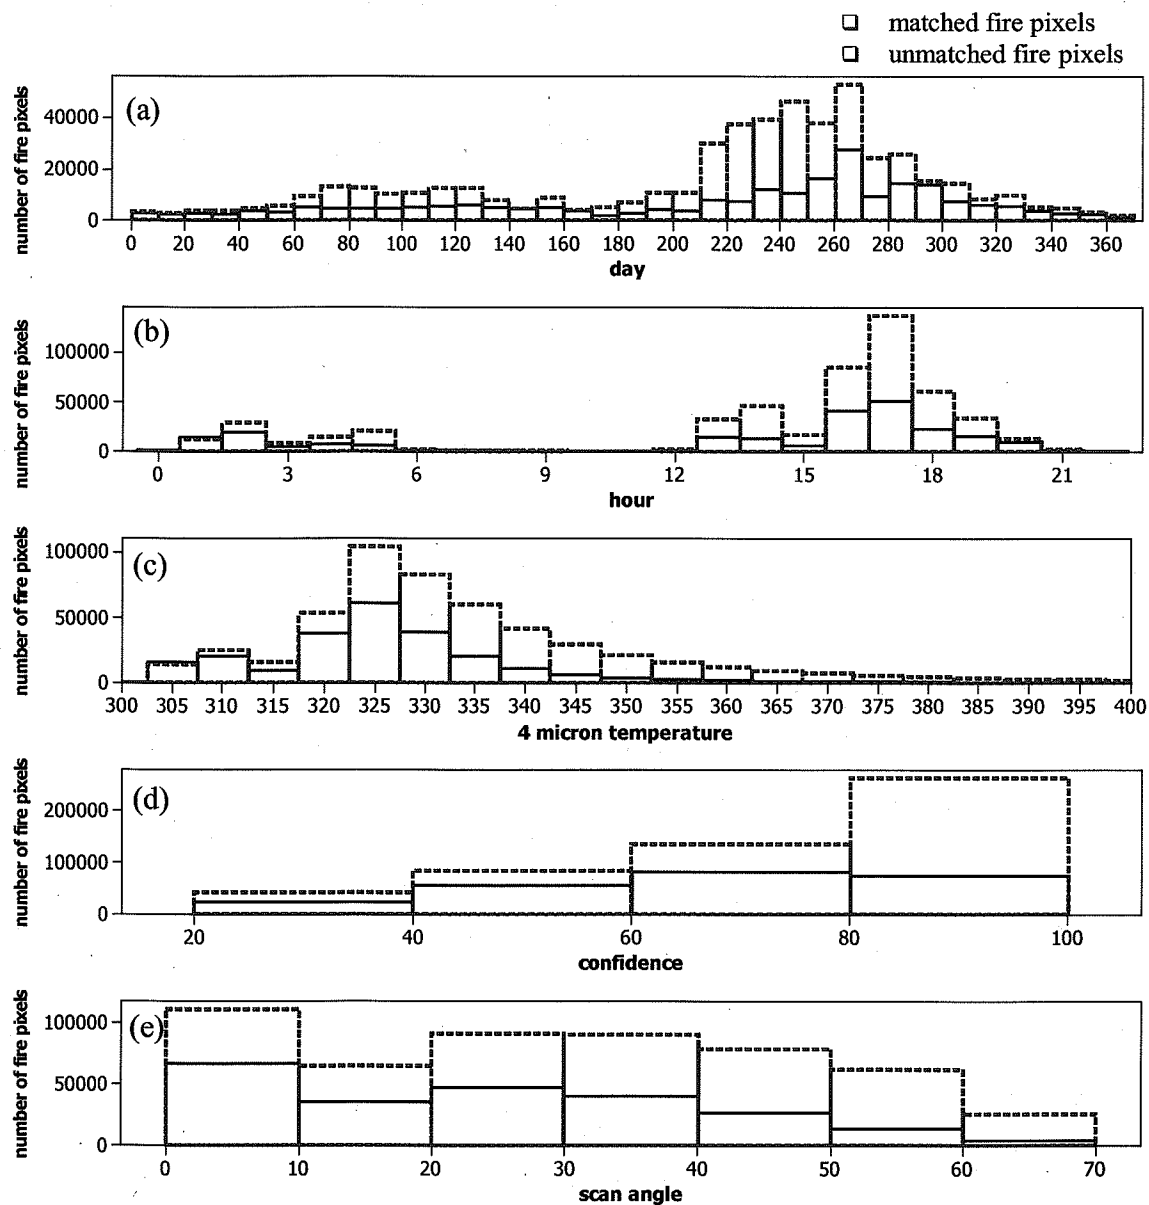 matched fire pixels
unmatched fire pixels
(a)
number of fire pixels
40000
20000
0
0 20 40 60 80 100 120 140 160 180 200 220 240 260 280 300 320 340 360
day
(b)
number of fire pixels
100000
50000
0
0 3 6 9 12 15 18 21
hour
(c)
number of fire pixels
100000
50000
0
300 305 310 315 320 325 330 335 340 345 350 355 360 365 370 375 380 385 390 395 400
4 micron temperature
(d)
number of fire pixels
200000
100000
0
20 40 60 80 100
confidence
(e)
number of fire pixels
100000
50000
0
0 10 20 30 40 50 60 70
scan angle